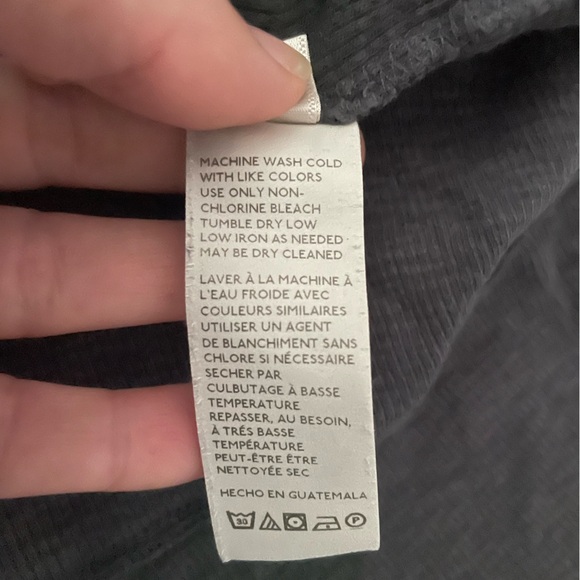 MACHINE WASH COLD
WITH LIKE COLORS
USE ONLY NON-
CHLORINE BLEACH
TUMBLE DRY LOW
LOW IRON AS NEEDED
MAY BE DRY CLEANED
LAVER À LA MACHINE À
L'EAU FROIDE AVEC
COULEURS SIMILAIRES
UTILISER UN AGENT
DE BLANCHIMENT SANS
CHLORE SI NÉCESSAIRE
SECHER PAR
CULBUTAGE À BASSE
TEMPERATURE
REPASSER, AU BESOIN,
À TRÉS BASSE
TEMPÉRATURE
PEUT-ÊTRE ÊTRE
NETTOYÉE SEC
HECHO EN GUATEMALA
30 P